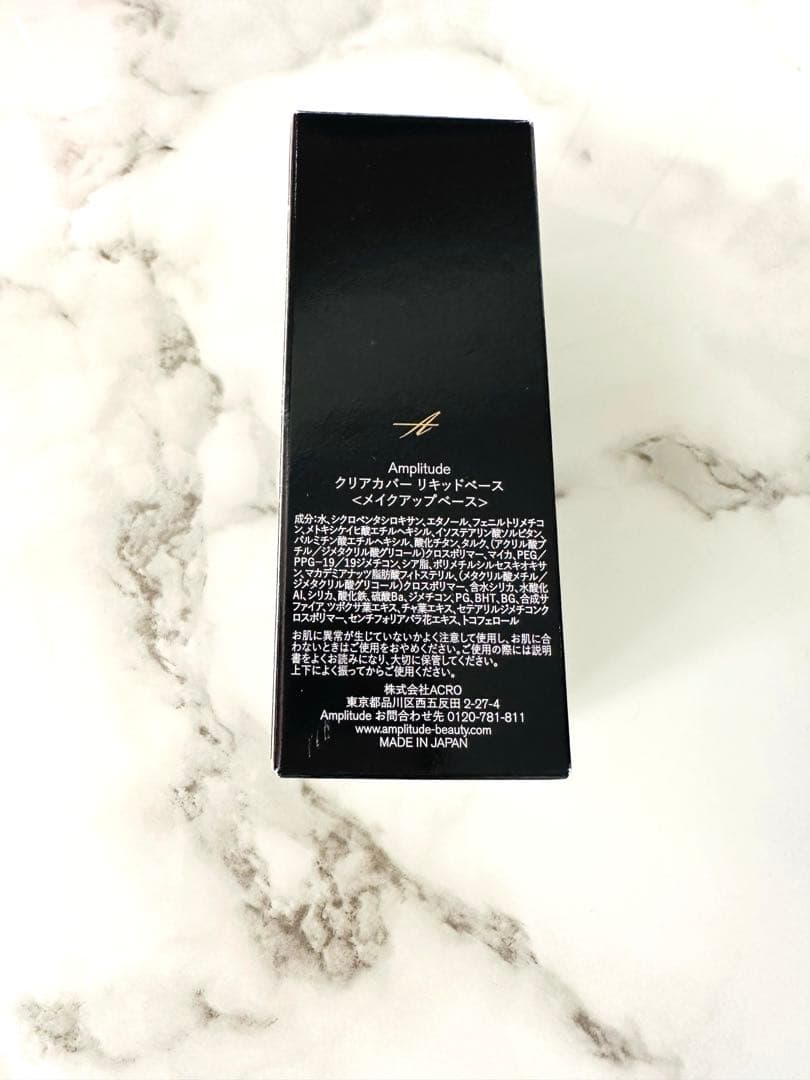 A
Amplitude
クリアカバー リキッドベース
<メイクアップベース>
成分:水、シクロペンタシロキサン、エタノール、フェニルトリメチコ
ン、メトキシケイヒ酸エチルヘキシル、イソステアリン酸ソルビタン、
パルミチン酸エチルヘキシル、酸化チタン、タルク、(アクリル酸ブ
チル/ジメタクリル酸グリコール)クロスポリマー、マイカ、PEG/
PPG-19/19ジメチコン、シア脂、ポリメチルシルセスキオキサ
ン、マカデミアナッツ脂肪酸フィトステリル、(メタクリル酸メチル/
ジメタクリル酸グリコール)クロスポリマー、含水シリカ、水酸化
Al、シリカ、酸化鉄、硫酸Ba、ジメチコン、PG、BHT、BG、合成サ
ファイア、ツボクサ葉エキス、チャ葉エキス、セテアリルジメチコンク
ロスポリマー、センチフォリアバラ花エキス、トコフェロール
お肌に異常が生じていないかよく注意して使用し、お肌に合
わないときはご使用をおやめください。ご使用の際には説明
書をよくお読みになり、大切に保管してください。
上下によく振ってからご使用ください。
株式会社ACRO
東京都品川区西五反田 2-27-4
Amplitude お問合わせ先 0120-781-811
www.amplitude-beauty.com
MADE IN JAPAN